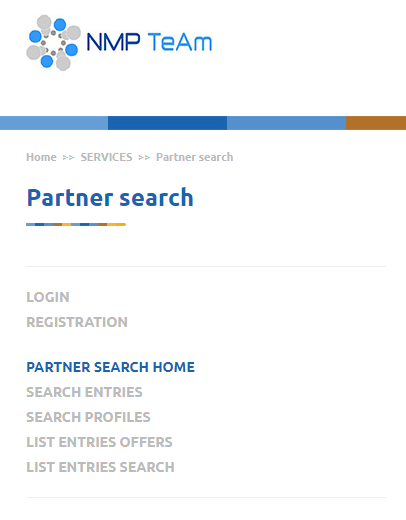 NMP TeAm
Home >> SERVICES >> Partner search
Partner search
LOGIN
REGISTRATION
PARTNER SEARCH HOME
SEARCH ENTRIES
SEARCH PROFILES
LIST ENTRIES OFFERS
LIST ENTRIES SEARCH